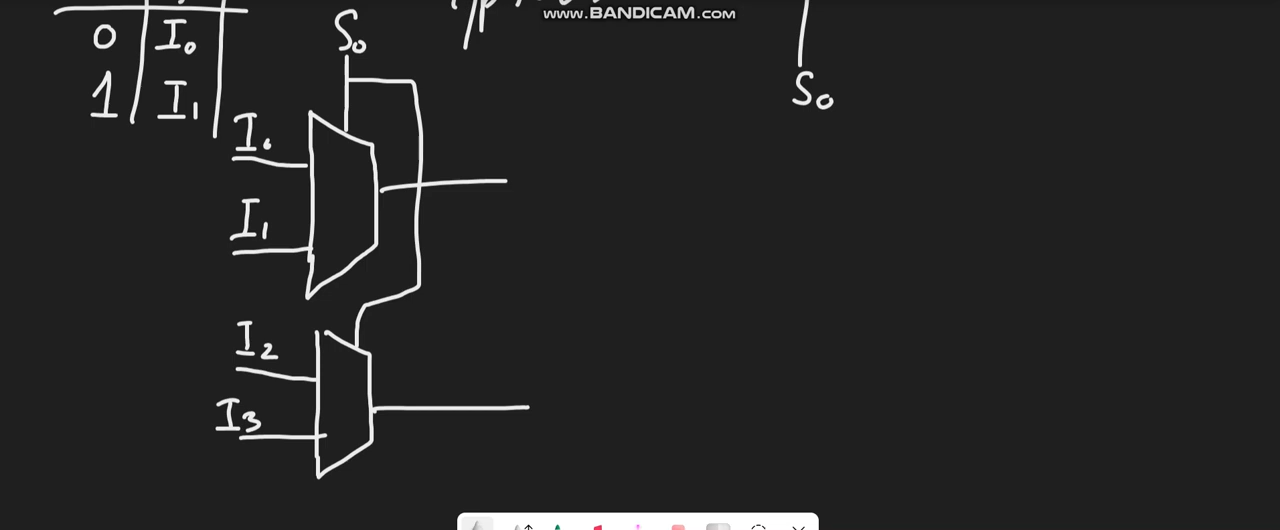 www.BANDICAM.com
0 I₀
1 I₁
S₀
S₀
I₀
I₁
I₂
I₃